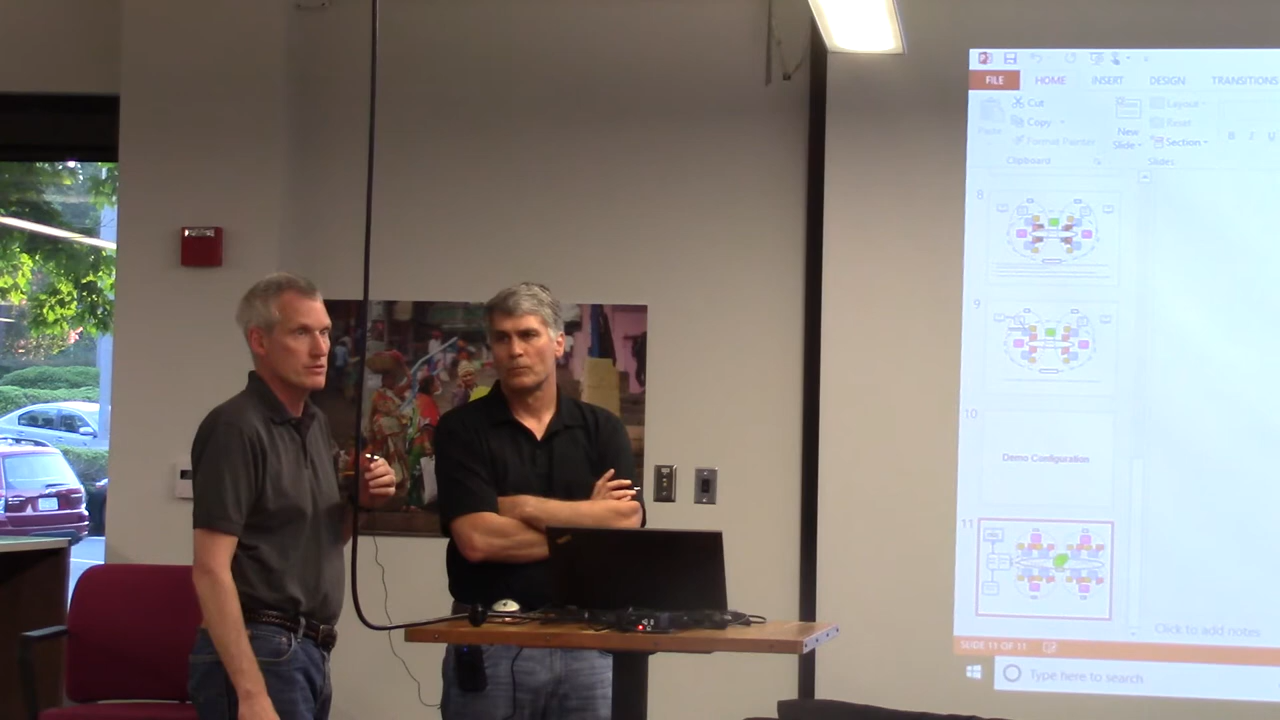 FILE HOME INSERT DESIGN TRANSITIONS
Cut
Copy
Format Painter
Paste
Clipboard
New
Slide
Layout
Reset
Section
Slides
B I U
8
9
10
Demo Configuration
11
Click to add notes
SLIDE 11 OF 11
Type here to search